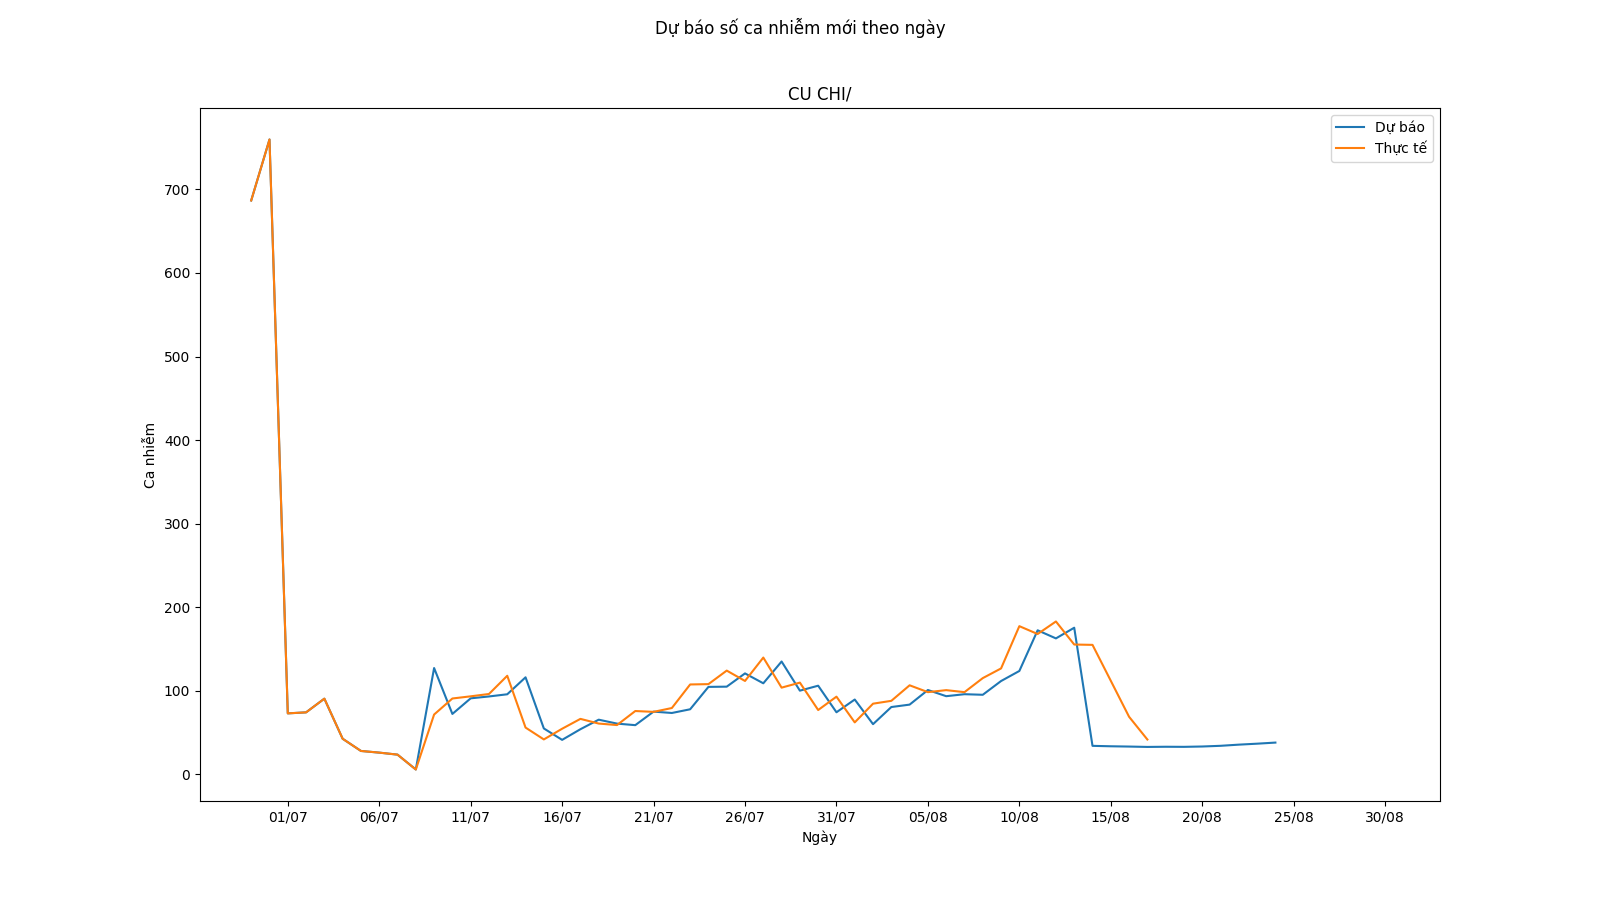 Dự báo số ca nhiễm mới theo ngày
CU CHI/
Dự báo
Thực tế
700
600
500
400
300
200
100
0
Ca nhiễm
01/07 06/07 11/07 16/07 21/07 26/07 31/07 05/08 10/08 15/08 20/08 25/08 30/08
Ngày